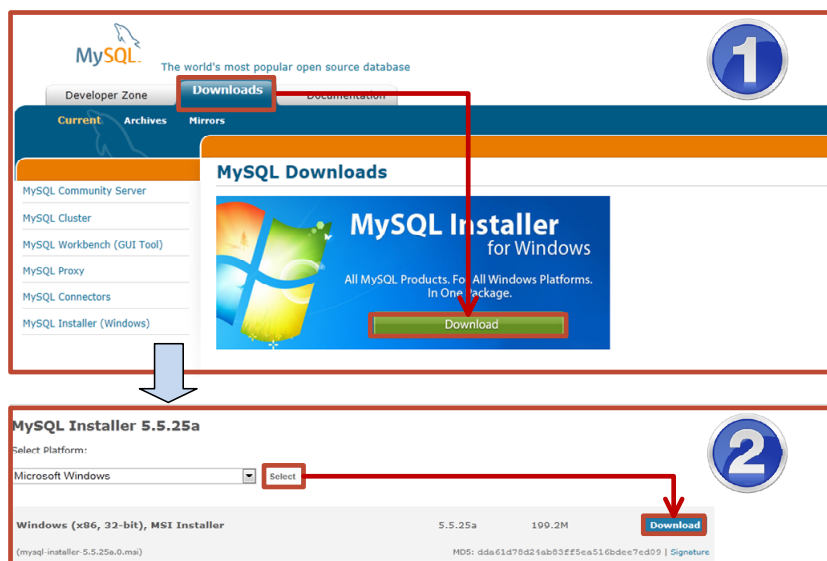 MySQL
The world's most popular open source database
1
Developer Zone Downloads Documentation
Current Archives Mirrors
MySQL Downloads
MySQL Community Server
MySQL Cluster
MySQL Workbench (GUI Tool)
MySQL Proxy
MySQL Connectors
MySQL Installer (Windows)
MySQL Installer
for Windows
All MySQL Products. For All Windows Platforms.
In One Package.
Download
MySQL Installer 5.5.25a
2
Select Platform:
Microsoft Windows Select
Windows (x86, 32-bit), MSI Installer 5.5.25a 199.2M Download
(mysql-installer-5.5.25a.0.msi) MD5: dda61d78d24ab83ff5ea516bdee7ed09 | Signature